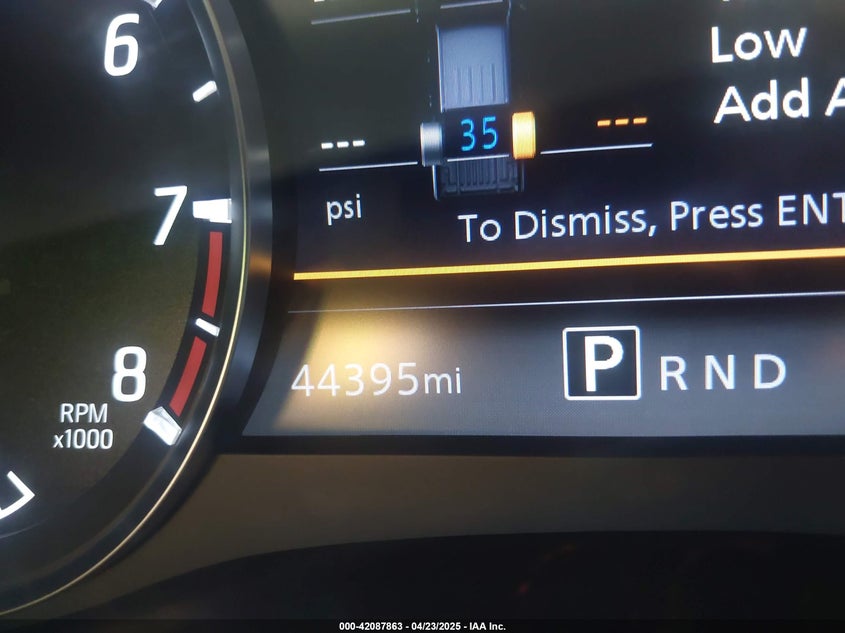 6
Low
Add A
--- 35 ---
7
psi
To Dismiss, Press ENT
8
44395mi
P R N D
RPM
x1000
000-42087863 - 04/23/2025 - IAA Inc.